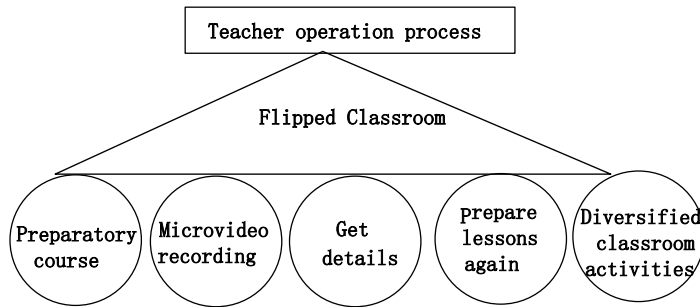 Teacher operation process
Flipped Classroom
Preparatory
course
Microvideo
recording
Get
details
prepare
lessons
again
Diversified
classroom
activities